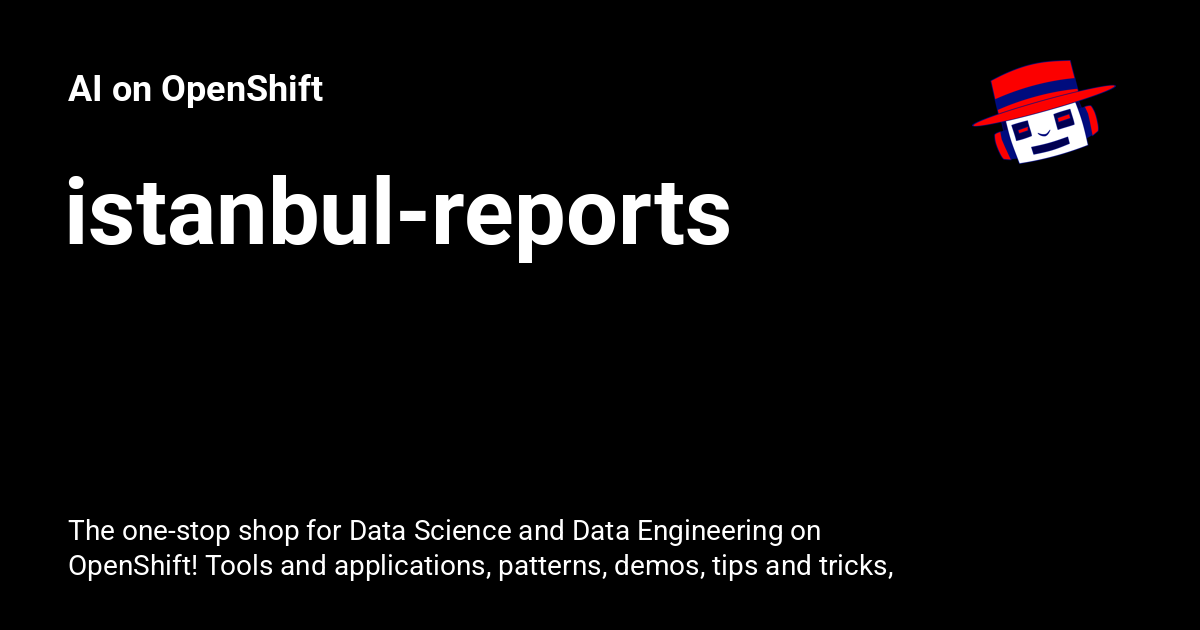 AI on OpenShift
istanbul-reports
The one-stop shop for Data Science and Data Engineering on
OpenShift! Tools and applications, patterns, demos, tips and tricks,